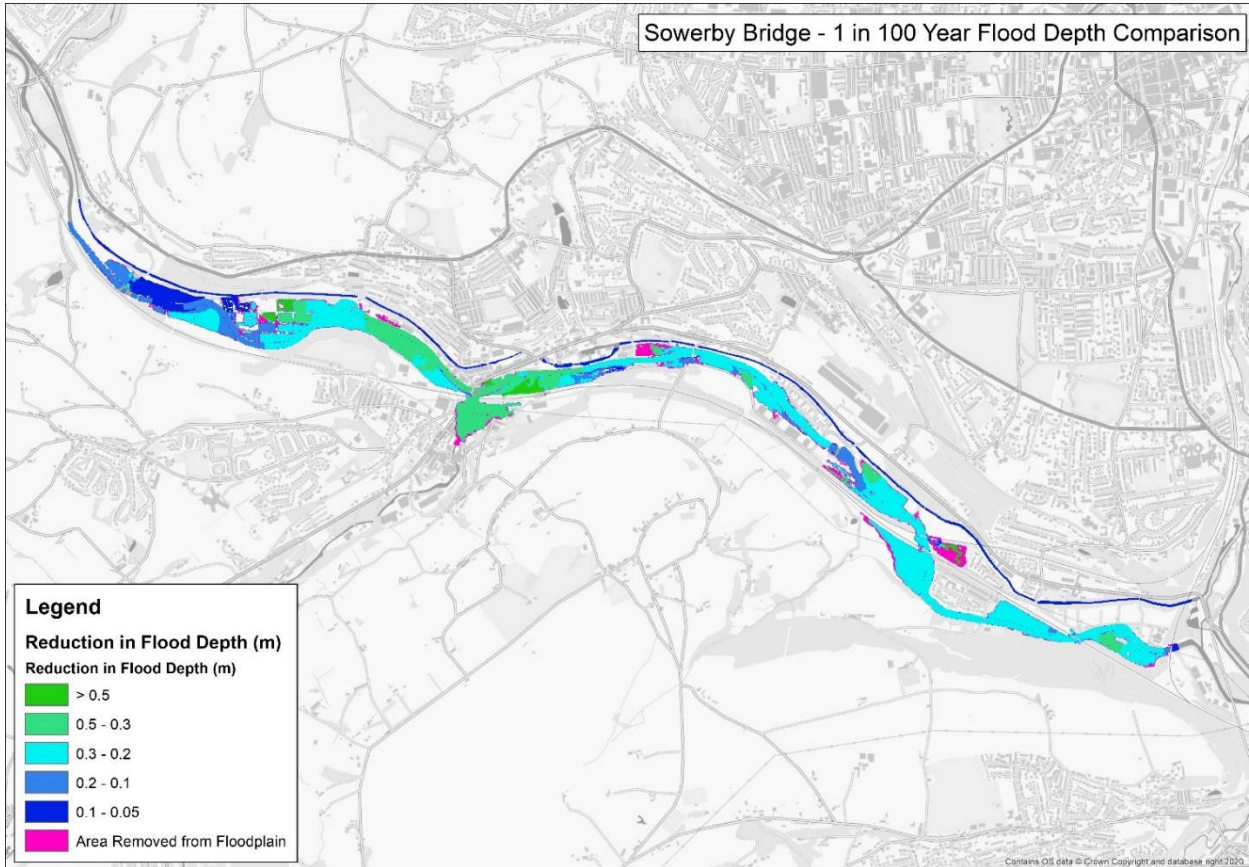 Sowerby Bridge - 1 in 100 Year Flood Depth Comparison
Legend
Reduction in Flood Depth (m)
Reduction in Flood Depth (m)
> 0.5
0.5 - 0.3
0.3 - 0.2
0.2 - 0.1
0.1 - 0.05
Area Removed from Floodplain
Contains OS data © Crown Copyright and database right 2020